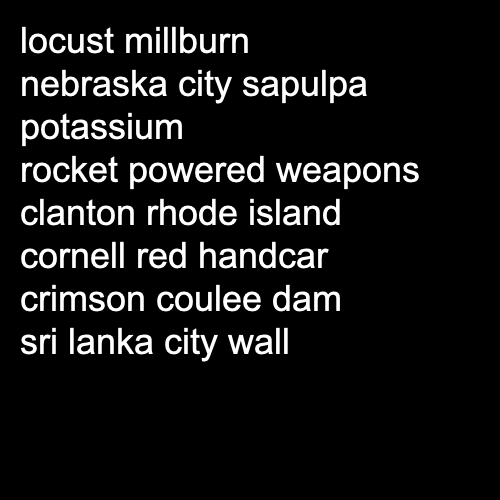 locust millburn
nebraska city sapulpa
potassium
rocket powered weapons
clanton rhode island
cornell red handcar
crimson coulee dam
sri lanka city wall